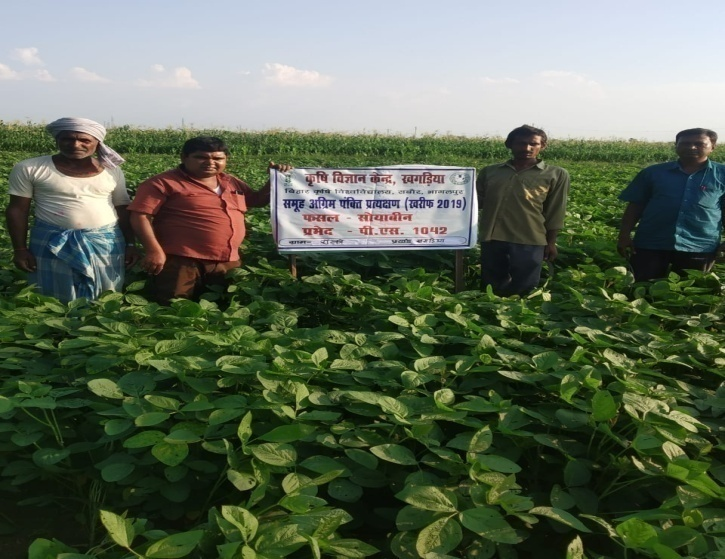 कृषि विज्ञान केन्द्र, खगड़िया
बिहार कृषि विश्वविद्यालय, सबौर, भागलपुर
समूह अग्रिम पंक्ति प्रत्यक्षण (खरीफ 2019)
फसल - सोयाबीन
प्रभेद - पी.एस. 1042
ग्राम-